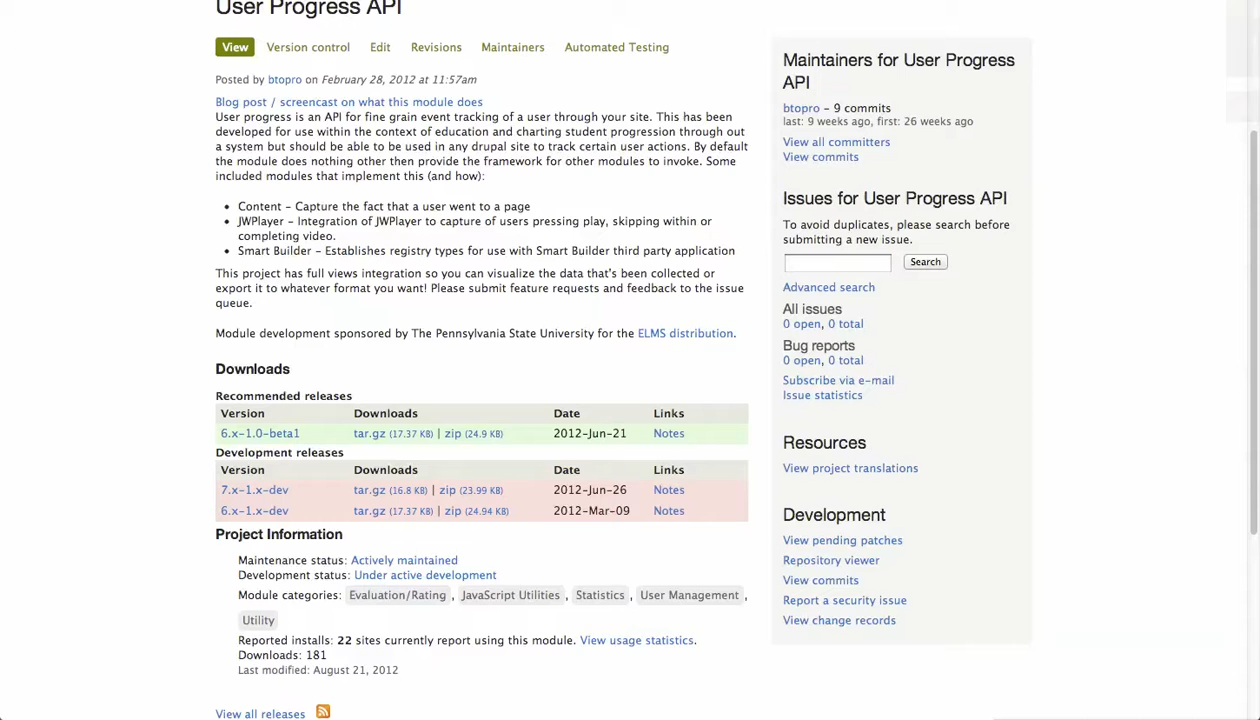 User Progress API
View Version control Edit Revisions Maintainers Automated Testing
Posted by btopro on February 28, 2012 at 11:57am
Blog post / screencast on what this module does
User progress is an API for fine grain event tracking of a user through your site. This has been
developed for use within the context of education and charting student progression through out
a system but should be able to be used in any drupal site to track certain user actions. By default
the module does nothing other then provide the framework for other modules to invoke. Some
included modules that implement this (and how):
• Content – Capture the fact that a user went to a page
• JWPlayer – Integration of JWPlayer to capture of users pressing play, skipping within or
completing video.
• Smart Builder – Establishes registry types for use with Smart Builder third party application
This project has full views integration so you can visualize the data that's been collected or
export it to whatever format you want! Please submit feature requests and feedback to the issue
queue.
Module development sponsored by The Pennsylvania State University for the ELMS distribution.
Downloads
Recommended releases
Version Downloads Date Links
6.x-1.0-beta1 tar.gz (17.37 KB) | zip (24.9 KB) 2012-Jun-21 Notes
Development releases
Version Downloads Date Links
7.x-1.x-dev tar.gz (16.8 KB) | zip (23.99 KB) 2012-Jun-26 Notes
6.x-1.x-dev tar.gz (17.37 KB) | zip (24.94 KB) 2012-Mar-09 Notes
Project Information
Maintenance status: Actively maintained
Development status: Under active development
Module categories: Evaluation/Rating , JavaScript Utilities , Statistics , User Management ,
Utility
Reported installs: 22 sites currently report using this module. View usage statistics.
Downloads: 181
Last modified: August 21, 2012
View all releases
Maintainers for User Progress
API
btopro – 9 commits
last: 9 weeks ago, first: 26 weeks ago
View all committers
View commits
Issues for User Progress API
To avoid duplicates, please search before
submitting a new issue.
Search
Advanced search
All issues
0 open, 0 total
Bug reports
0 open, 0 total
Subscribe via e-mail
Issue statistics
Resources
View project translations
Development
View pending patches
Repository viewer
View commits
Report a security issue
View change records